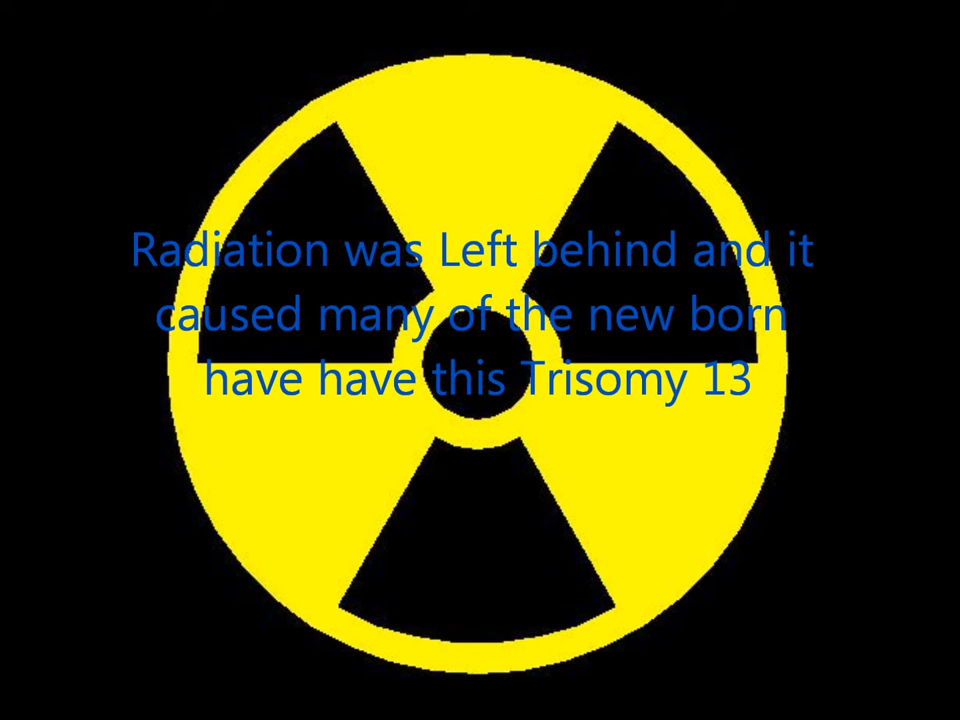 Radiation was Left behind and it
caused many of the new born
have have this Trisomy 13